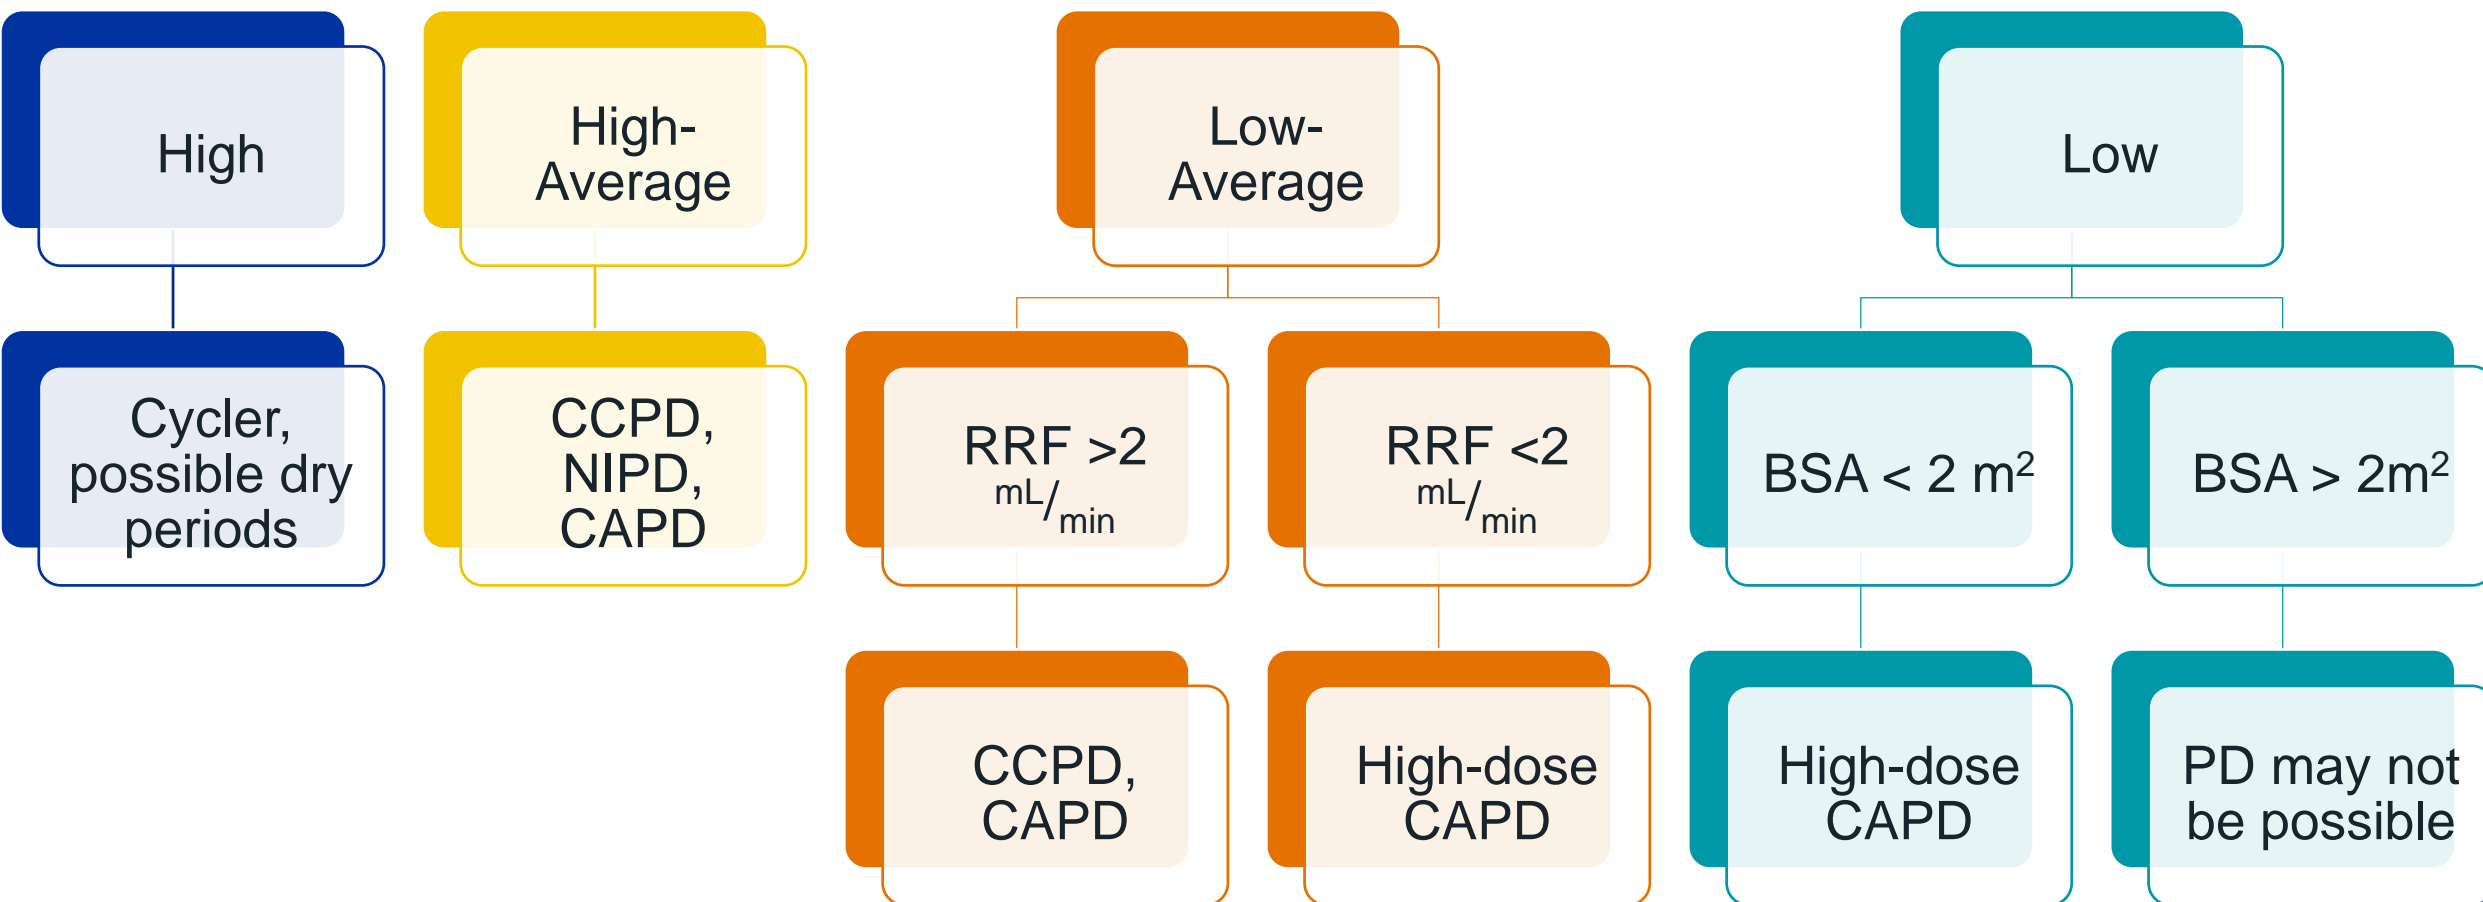 High
High-
Average
Low-
Average
Low
Cycler,
possible dry
periods
CCPD,
NIPD,
CAPD
RRF >2
mL/min
RRF <2
mL/min
BSA < 2 m²
BSA > 2m²
CCPD,
CAPD
High-dose
CAPD
High-dose
CAPD
PD may not
be possible